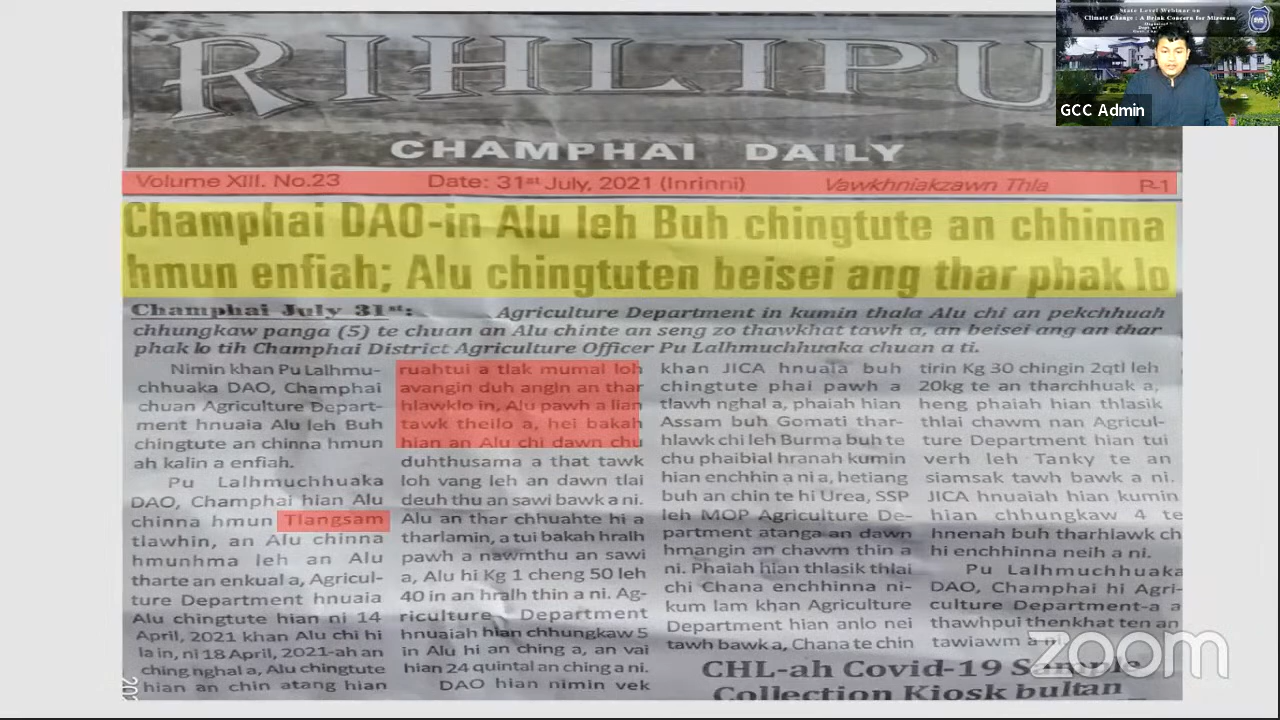 RIHLIPU
CHAMPHAI DAILY
Volume XIII. No.23 Date: 31st July, 2021 (Inrinni) Vawkhniakzawn Thla P-1
Champhai DAO-in Alu leh Buh chingtute an chhinna
hmun enfiah; Alu chingtuten beisei ang thar phak lo
Champhai July 31st: Agriculture Department in kumin thala Alu chi an pekchhuah
chhungkaw panga (5) te chuan an Alu chinte an seng zo thawkhat tawh a, an beisei ang an thar
phak lo tih Champhai District Agriculture Officer Pu Lalhmuchhuaka chuan a ti.
Nimin khan Pu Lalhmu-
chhuaka DAO, Champhai
chuan Agriculture Depart-
ment hnuaia Alu leh Buh
chingtute an chinna hmun
ah kalin a enfiah.
Pu Lalhmuchhuaka
DAO, Champhai hian Alu
chinna hmun Tlangsam
tlawhin, an Alu chinna
hmunhma leh an Alu
tharte an enkual a, Agricul-
ture Department hnuaia
Alu chingtute hian ni 14
April, 2021 khan Alu chi hi
la in, ni 18 April, 2021-ah an
ching nghal a, Alu chingtute
hian an chin atang hian
ruahtui a tlak mumal loh
avangin duh angin an thar
hlawklo in, Alu pawh a lian
tawk theilo a, hei bakah
hian an Alu chi dawn chu
duhthusama a that tawk
loh vang leh an dawn tlai
deuh thu an sawi bawk a ni.
Alu an thar chhuahte hi a
tharlamin, a tui bakah hralh
pawh a nawmthu an sawi
a, Alu hi Kg 1 cheng 50 leh
40 in an hralh thin a ni. Ag-
riculture Department
hnuaiah hian chhungkaw 5
in Alu hi an ching a, an vai
hian 24 quintal an ching a ni.
DAO hian nimin vek
khan JICA hnuaia buh
chingtute phai pawh a
tlawh nghal a, phaiah hian
Assam buh Gomati thar-
hlawk chi leh Burma buh te
chu phaibial hranah kumin
hian enchhin a ni a, hetiang
buh an chin te hi Urea, SSP
leh MOP Agriculture De-
partment atanga an dawn
hmangin an chawm thin a
ni. Phaiah hian thlasik thlai
chi Chana enchhinna ni-
kum lam khan Agriculture
Department hian anlo nei
tawh bawk a, Chana te chin
tirin Kg 30 chingin 2qtl leh
20kg te an tharchhuak a,
heng phaiah hian thlasik
thlai chawm nan Agricul-
ture Department hian tui
verh leh Tanky te an
siamsak tawh bawk a ni.
JICA hnuaiah hian kumin
hian chhungkaw 4 te
hnenah buh tharhlawk ch
hi enchhinna neih a ni.
Pu Lalhmuchhuaka
DAO, Champhai hi Agri-
culture Department-a a
thawhpui thenkhat ten an
tawiawm a ni.
CHL-ah Covid-19 Sample
Collection Kiosk bultan
State Level Webinar on
Climate Change : A Bleak Concern for Mizoram
GCC Admin
zoom